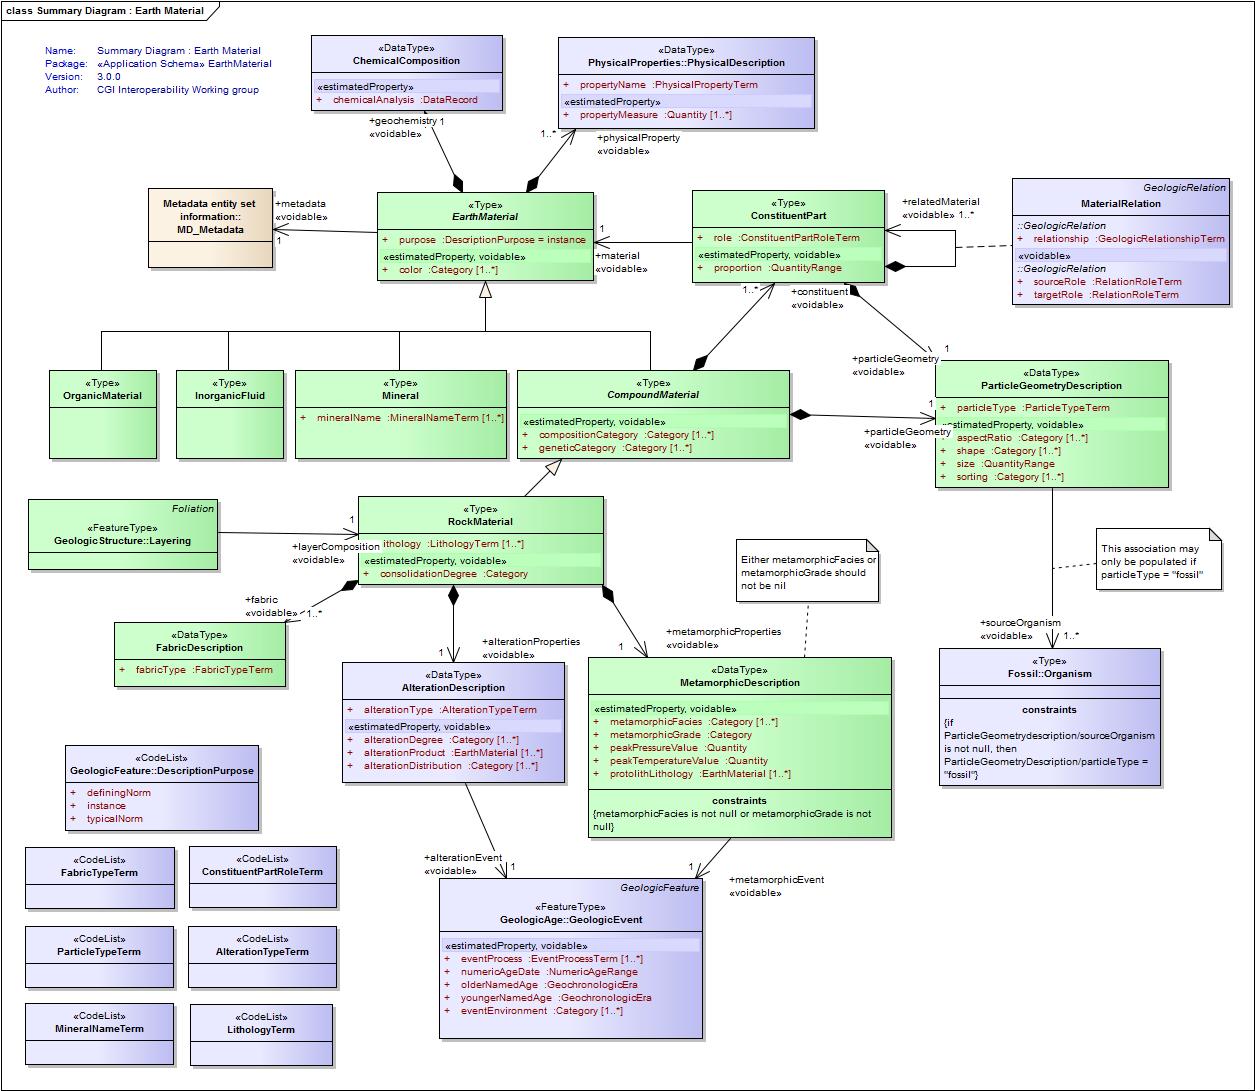 class Summary Diagram : Earth Material
Name: Summary Diagram : Earth Material
Package: «Application Schema» EarthMaterial
Version: 3.0.0
Author: CGI Interoperability Working group
«DataType»
ChemicalComposition
«estimatedProperty»
+ chemicalAnalysis :DataRecord
«DataType»
PhysicalProperties::PhysicalDescription
+ propertyName :PhysicalPropertyTerm
«estimatedProperty»
+ propertyMeasure :Quantity [1..*]
+geochemistry 1
«voidable»
1..*
+physicalProperty
«voidable»
Metadata entity set
information::
MD_Metadata
+metadata
«voidable»
1
«Type»
EarthMaterial
+ purpose :DescriptionPurpose = instance
«estimatedProperty, voidable»
+ color :Category [1..*]
1
+material
«voidable»
«Type»
ConstituentPart
+ role :ConstituentPartRoleTerm
«estimatedProperty, voidable»
+ proportion :QuantityRange
+relatedMaterial
«voidable» 1..*
GeologicRelation
MaterialRelation
::GeologicRelation
+ relationship :GeologicRelationshipTerm
«voidable»
::GeologicRelation
+ sourceRole :RelationRoleTerm
+ targetRole :RelationRoleTerm
1..*
+constituent
«voidable»
1
+particleGeometry
«voidable»
«Type»
OrganicMaterial
«Type»
InorganicFluid
«Type»
Mineral
+ mineralName :MineralNameTerm [1..*]
«Type»
CompoundMaterial
«estimatedProperty, voidable»
+ compositionCategory :Category [1..*]
+ geneticCategory :Category [1..*]
1
+particleGeometry
«voidable»
«DataType»
ParticleGeometryDescription
+ particleType :ParticleTypeTerm
«estimatedProperty, voidable»
+ aspectRatio :Category [1..*]
+ shape :Category [1..*]
+ size :QuantityRange
+ sorting :Category [1..*]
Foliation
«FeatureType»
GeologicStructure::Layering
1
+layerComposition
«voidable»
«Type»
RockMaterial
lithology :LithologyTerm [1..*]
«estimatedProperty, voidable»
+ consolidationDegree :Category
Either metamorphicFacies or
metamorphicGrade should
not be nil
This association may
only be populated if
particleType = "fossil"
+fabric
«voidable» 1..*
«DataType»
FabricDescription
+ fabricType :FabricTypeTerm
1
+alterationProperties
«voidable»
1
+metamorphicProperties
«voidable»
+sourceOrganism
«voidable» 1..*
«DataType»
AlterationDescription
+ alterationType :AlterationTypeTerm
«estimatedProperty, voidable»
+ alterationDegree :Category [1..*]
+ alterationProduct :EarthMaterial [1..*]
+ alterationDistribution :Category [1..*]
«DataType»
MetamorphicDescription
«estimatedProperty, voidable»
+ metamorphicFacies :Category [1..*]
+ metamorphicGrade :Category
+ peakPressureValue :Quantity
+ peakTemperatureValue :Quantity
+ protolithLithology :EarthMaterial [1..*]
constraints
{metamorphicFacies is not null or metamorphicGrade is not
null}
«Type»
Fossil::Organism
constraints
{if
ParticleGeometrydescription/sourceOrganism
is not null, then
ParticleGeometryDescription/particleType =
"fossil"}
«CodeList»
GeologicFeature::DescriptionPurpose
+ definingNorm
+ instance
+ typicalNorm
«CodeList»
FabricTypeTerm
«CodeList»
ConstituentPartRoleTerm
«CodeList»
ParticleTypeTerm
«CodeList»
AlterationTypeTerm
«CodeList»
MineralNameTerm
«CodeList»
LithologyTerm
+alterationEvent
«voidable»
1
1
+metamorphicEvent
«voidable»
GeologicFeature
«FeatureType»
GeologicAge::GeologicEvent
«estimatedProperty, voidable»
+ eventProcess :EventProcessTerm [1..*]
+ numericAgeDate :NumericAgeRange
+ olderNamedAge :GeochronologicEra
+ youngerNamedAge :GeochronologicEra
+ eventEnvironment :Category [1..*]